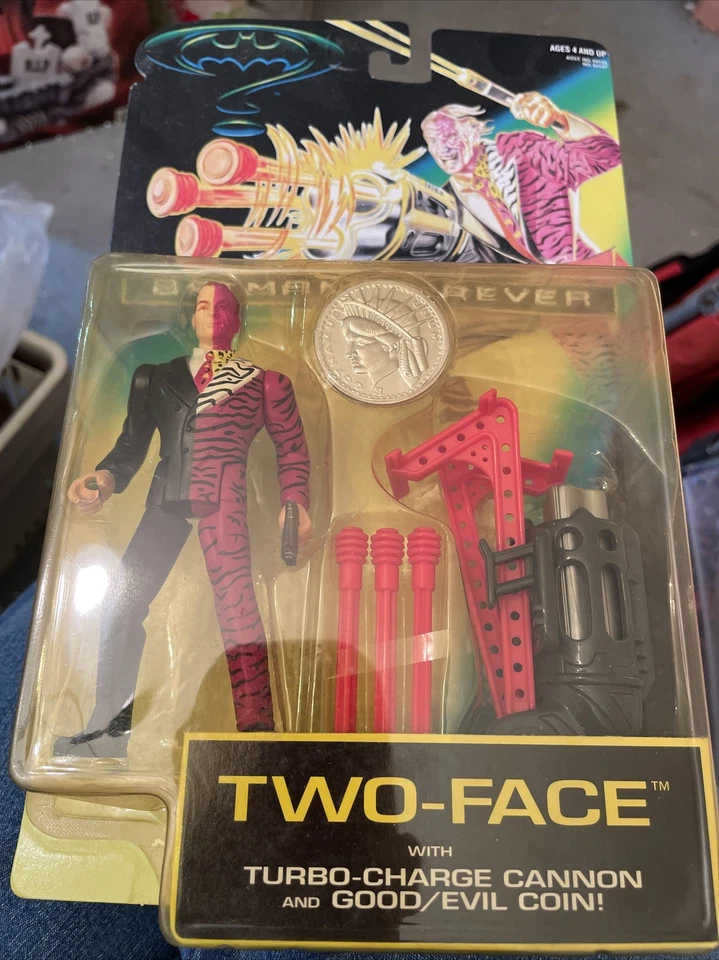 AGES 4 AND UP
TWO-FACE™
WITH
TURBO-CHARGE CANNON
AND GOOD/EVIL COIN!
R.I.P